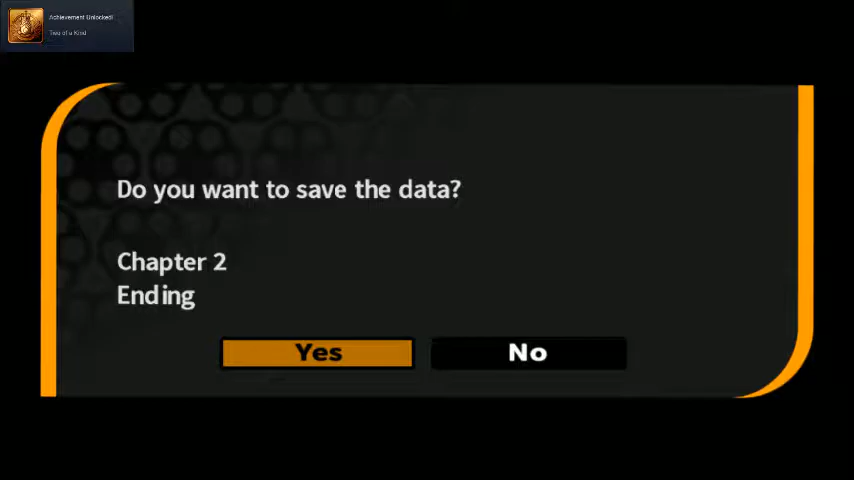 Achievement Unlocked!
Two of a Kind
Do you want to save the data?
Chapter 2
Ending
Yes
No